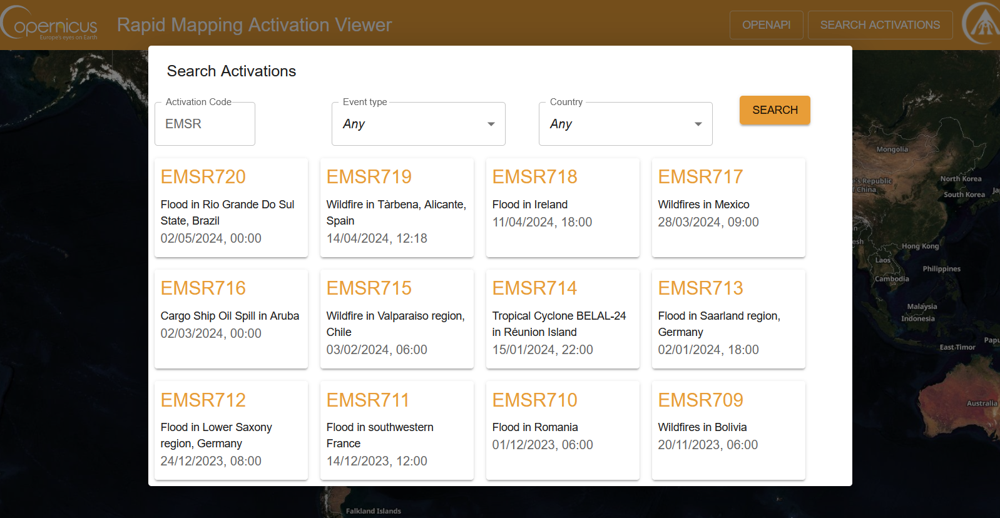 Copernicus
Europe's eyes on Earth
Rapid Mapping Activation Viewer
OPENAPI
SEARCH ACTIVATIONS
Search Activations
Activation Code
EMSR
Event type
Any
Country
Any
SEARCH
EMSR720
Flood in Rio Grande Do Sul
State, Brazil
02/05/2024, 00:00
EMSR719
Wildfire in Tàrbena, Alicante,
Spain
14/04/2024, 12:18
EMSR718
Flood in Ireland
11/04/2024, 18:00
EMSR717
Wildfires in Mexico
28/03/2024, 09:00
EMSR716
Cargo Ship Oil Spill in Aruba
02/03/2024, 00:00
EMSR715
Wildfire in Valparaiso region,
Chile
03/02/2024, 06:00
EMSR714
Tropical Cyclone BELAL-24
in Réunion Island
15/01/2024, 22:00
EMSR713
Flood in Saarland region,
Germany
02/01/2024, 18:00
EMSR712
Flood in Lower Saxony
region, Germany
24/12/2023, 08:00
EMSR711
Flood in southwestern
France
14/12/2023, 12:00
EMSR710
Flood in Romania
01/12/2023, 06:00
EMSR709
Wildfires in Bolivia
20/11/2023, 06:00
Mongolia
e's Republic
of China
North Korea
South Korea
Hong Kong
Laos
Philippines
Cambodia
Malaysia
Indonesia
East Timor
Australia
Falkland Islands